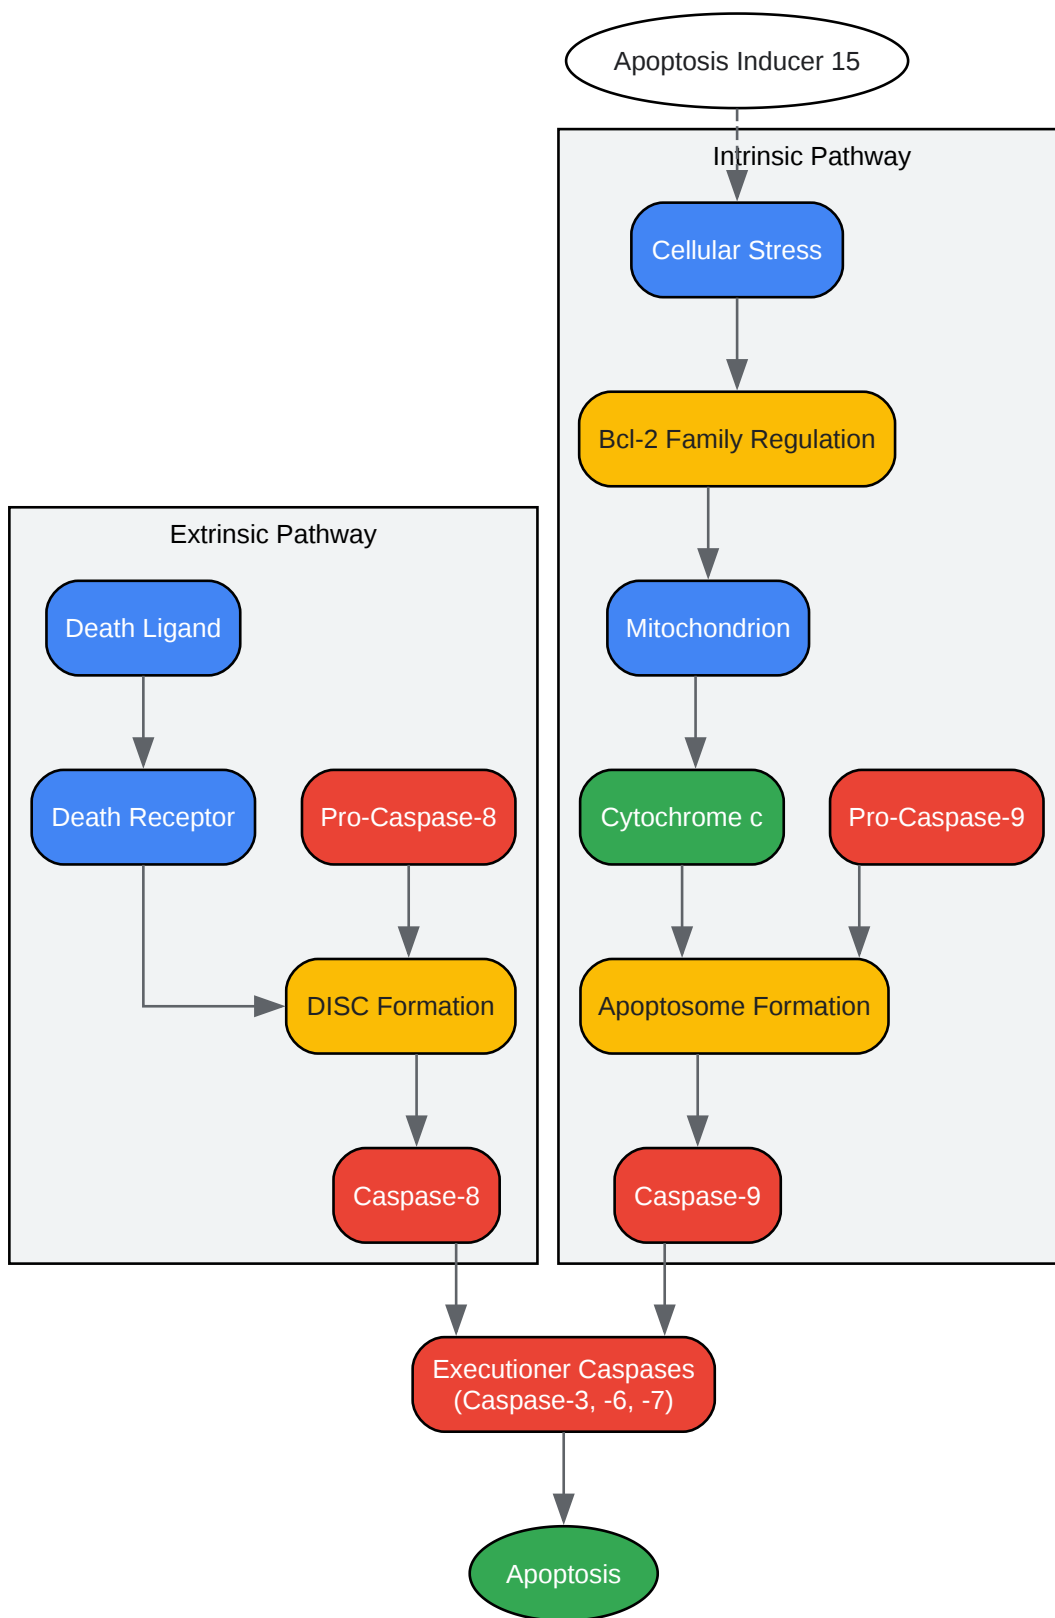 Apoptosis Inducer 15
Intrinsic Pathway
Cellular Stress
Bcl-2 Family Regulation
Extrinsic Pathway
Death Ligand
Mitochondrion
Death Receptor
Pro-Caspase-8
Cytochrome c
Pro-Caspase-9
DISC Formation
Apoptosome Formation
Caspase-8
Caspase-9
Executioner Caspases
(Caspase-3, -6, -7)
Apoptosis